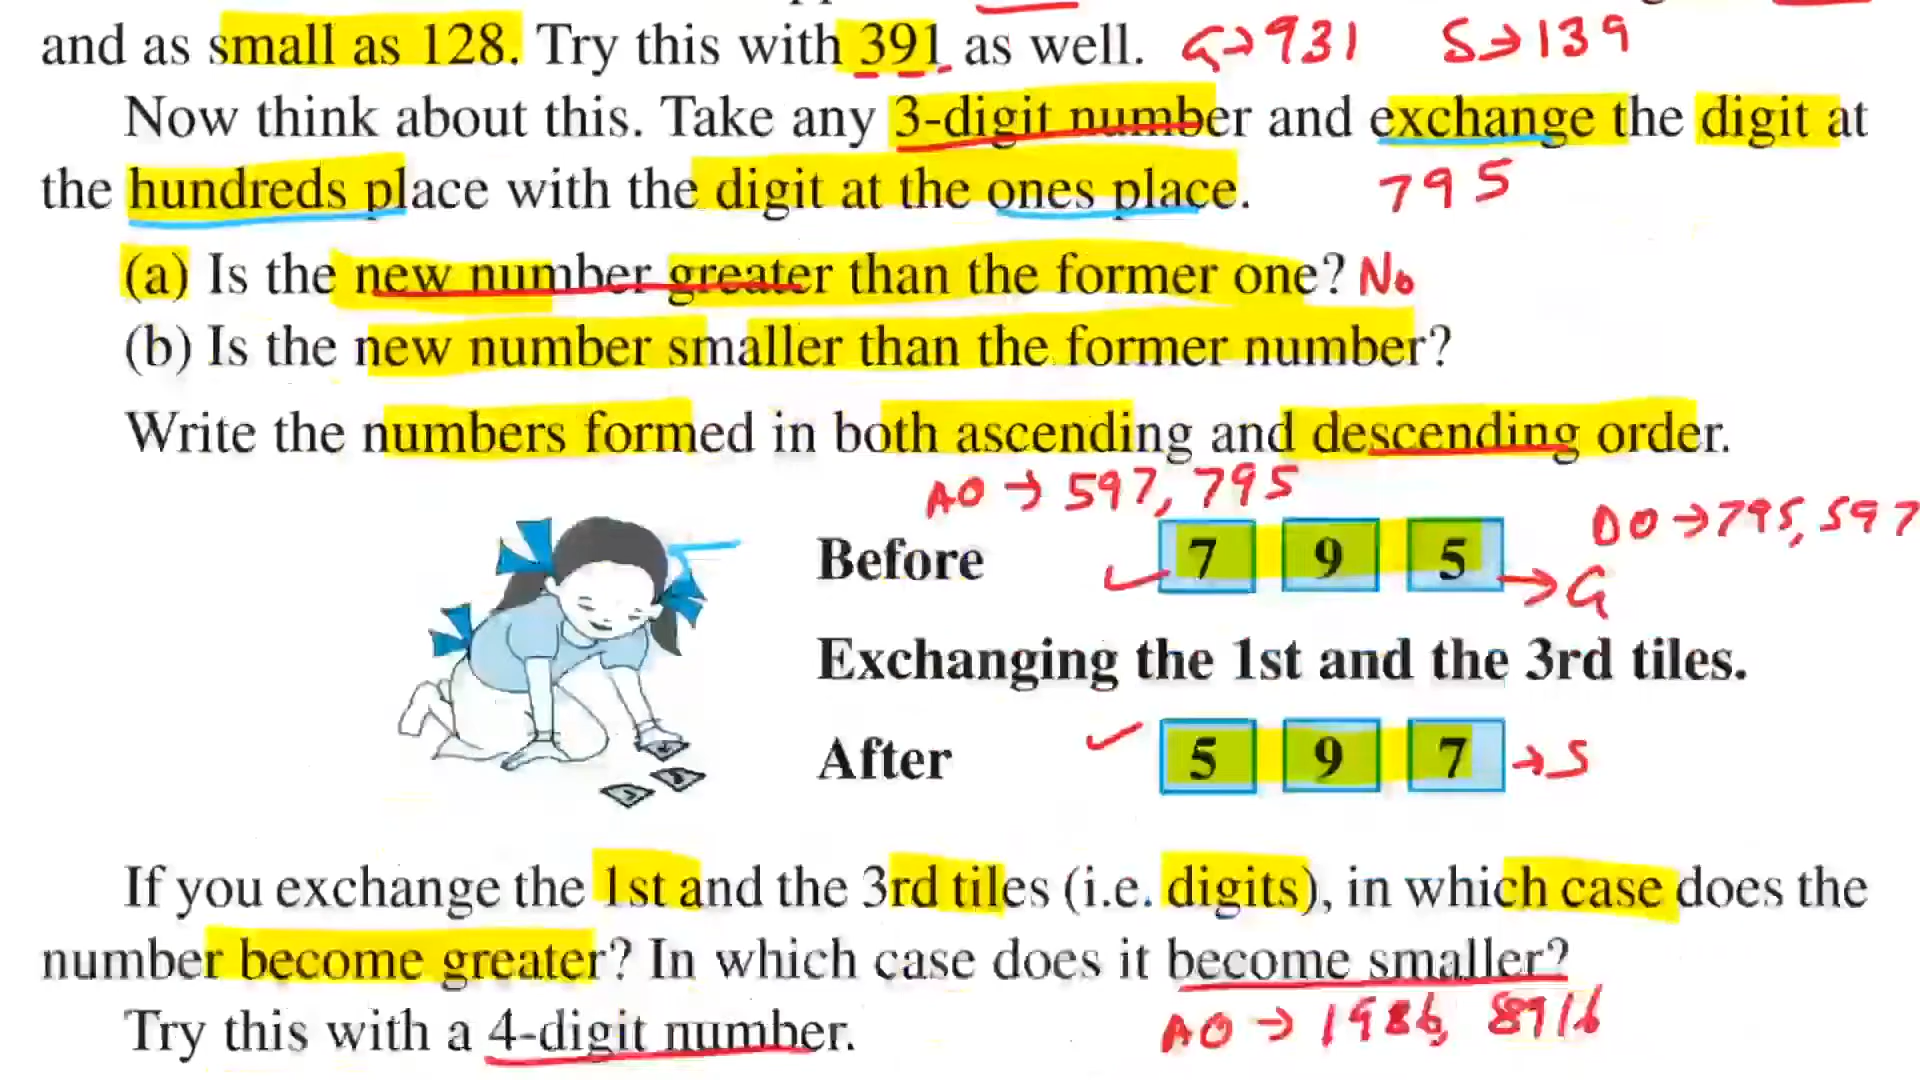 and as small as 128. Try this with 391 as well. G→931 S→139
Now think about this. Take any 3-digit number and exchange the digit at
the hundreds place with the digit at the ones place. 795
(a) Is the new number greater than the former one? No
(b) Is the new number smaller than the former number?
Write the numbers formed in both ascending and descending order.
AO → 597, 795
DO → 795, 597
Before 7 9 5 → G
Exchanging the 1st and the 3rd tiles.
After 5 9 7 → S
If you exchange the 1st and the 3rd tiles (i.e. digits), in which case does the
number become greater? In which case does it become smaller?
Try this with a 4-digit number. AO → 1986, 8916